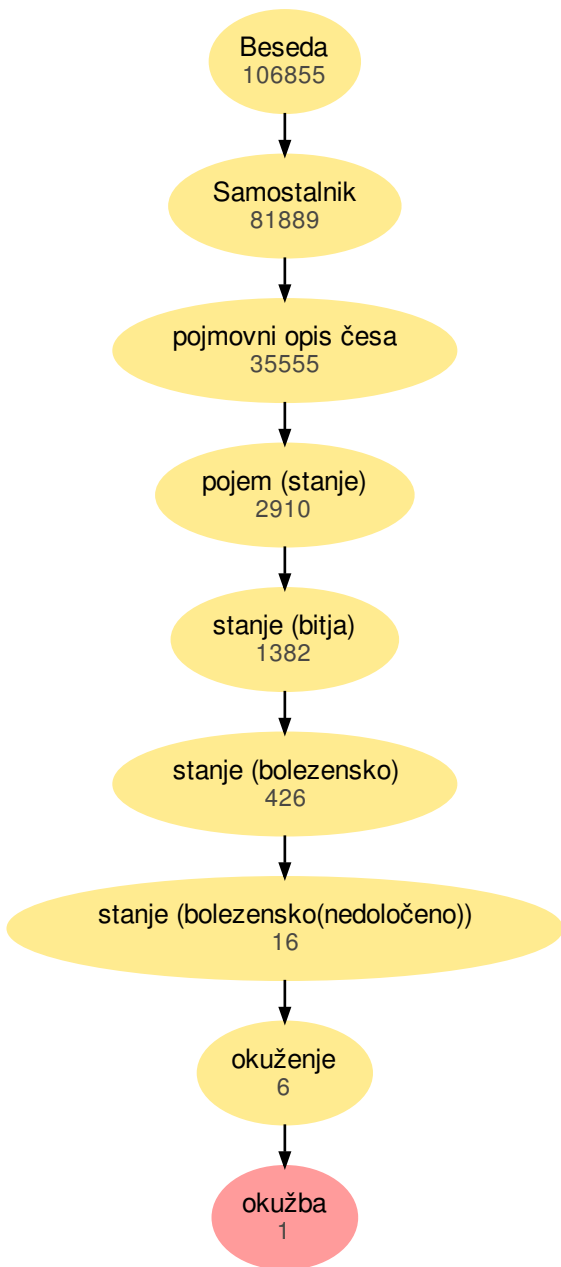 Beseda
106855
Samostalnik
81889
pojmovni opis česa
35555
pojem (stanje)
2910
stanje (bitja)
1382
stanje (bolezensko)
426
stanje (bolezensko(nedoločeno))
16
okuženje
6
okužba
1